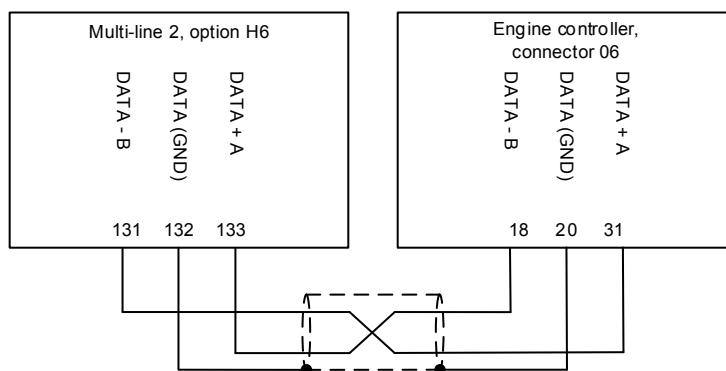 Multi-line 2, option H6
DATA - B
DATA (GND)
DATA + A
131 132 133
Engine controller,
connector 06
DATA - B
DATA (GND)
DATA + A
18 20 31